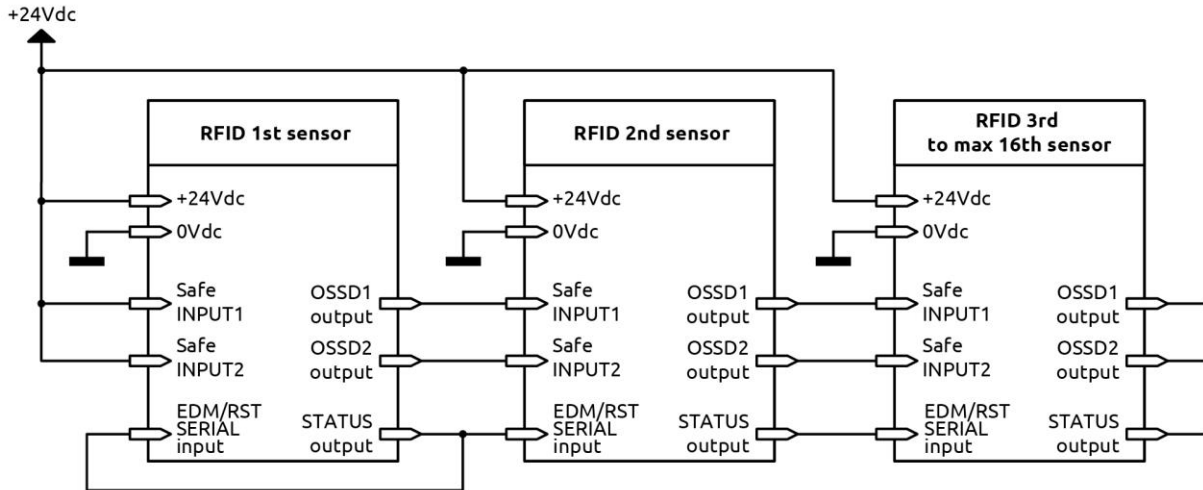 +24Vdc
RFID 1st sensor
+24Vdc
0Vdc
Safe
INPUT1
Safe
INPUT2
EDM/RST
SERIAL
input
OSSD1
output
OSSD2
output
STATUS
output
RFID 2nd sensor
+24Vdc
0Vdc
Safe
INPUT1
Safe
INPUT2
EDM/RST
SERIAL
input
OSSD1
output
OSSD2
output
STATUS
output
RFID 3rd
to max 16th sensor
+24Vdc
0Vdc
Safe
INPUT1
Safe
INPUT2
EDM/RST
SERIAL
input
OSSD1
output
OSSD2
output
STATUS
output